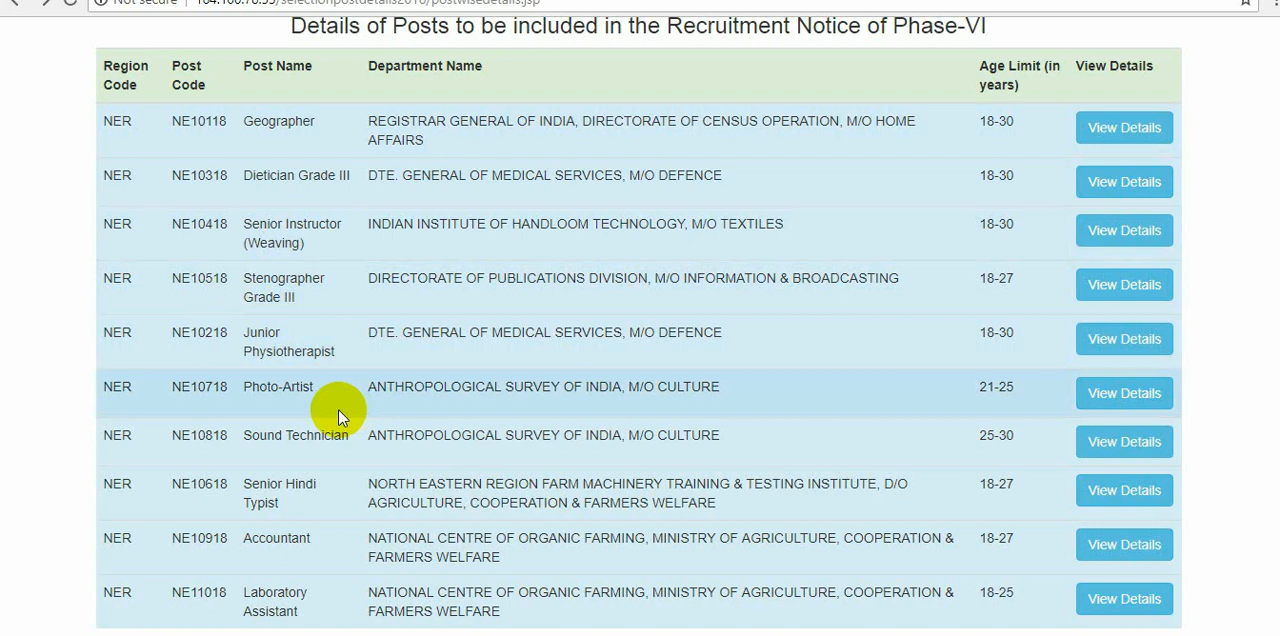 Not secure
Details of Posts to be included in the Recruitment Notice of Phase-VI
Region Code Post Code Post Name Department Name Age Limit (in years) View Details
NER NE10118 Geographer REGISTRAR GENERAL OF INDIA, DIRECTORATE OF CENSUS OPERATION, M/O HOME AFFAIRS 18-30 View Details
NER NE10318 Dietician Grade III DTE. GENERAL OF MEDICAL SERVICES, M/O DEFENCE 18-30 View Details
NER NE10418 Senior Instructor (Weaving) INDIAN INSTITUTE OF HANDLOOM TECHNOLOGY, M/O TEXTILES 18-30 View Details
NER NE10518 Stenographer Grade III DIRECTORATE OF PUBLICATIONS DIVISION, M/O INFORMATION & BROADCASTING 18-27 View Details
NER NE10218 Junior Physiotherapist DTE. GENERAL OF MEDICAL SERVICES, M/O DEFENCE 18-30 View Details
NER NE10718 Photo-Artist ANTHROPOLOGICAL SURVEY OF INDIA, M/O CULTURE 21-25 View Details
NER NE10818 Sound Technician ANTHROPOLOGICAL SURVEY OF INDIA, M/O CULTURE 25-30 View Details
NER NE10618 Senior Hindi Typist NORTH EASTERN REGION FARM MACHINERY TRAINING & TESTING INSTITUTE, D/O AGRICULTURE, COOPERATION & FARMERS WELFARE 18-27 View Details
NER NE10918 Accountant NATIONAL CENTRE OF ORGANIC FARMING, MINISTRY OF AGRICULTURE, COOPERATION & FARMERS WELFARE 18-27 View Details
NER NE11018 Laboratory Assistant NATIONAL CENTRE OF ORGANIC FARMING, MINISTRY OF AGRICULTURE, COOPERATION & FARMERS WELFARE 18-25 View Details